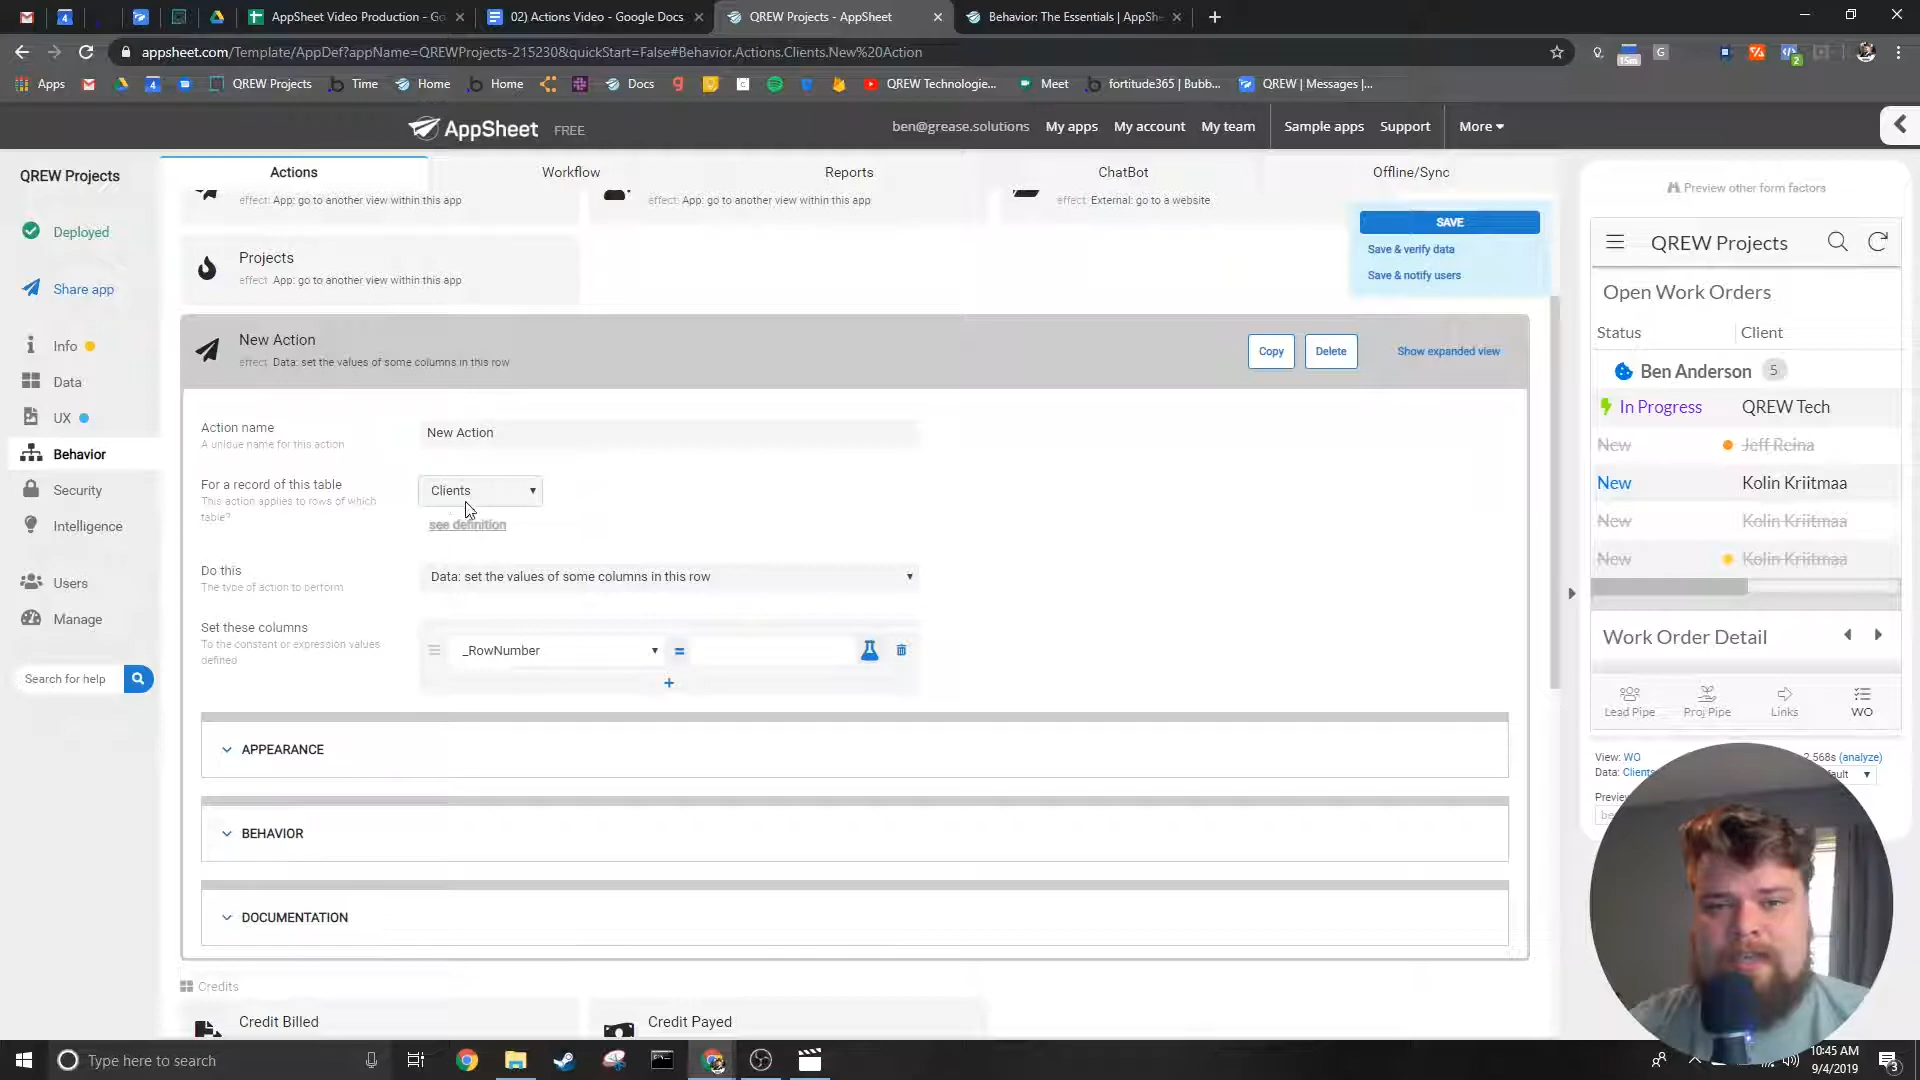 AppSheet Video Production - Go
02) Actions Video - Google Docs
QREW Projects - AppSheet
Behavior: The Essentials | AppShe
appsheet.com/Template/AppDef?appName=QREWProjects-215230&quickStart=False#Behavior.Actions.Clients.New%20Action
15m
G
2
Apps
4
QREW Projects
Time
Home
Home
Docs
QREW Technologie...
Meet
fortitude365 | Bubb...
QREW | Messages |...
AppSheet FREE
ben@grease.solutions
My apps
My account
My team
Sample apps
Support
More
QREW Projects
Deployed
Share app
Info
Data
UX
Behavior
Security
Intelligence
Users
Manage
Search for help
Actions
Workflow
Reports
ChatBot
Offline/Sync
effect: App: go to another view within this app
effect: App: go to another view within this app
effect: External: go to a website
Projects
effect: App: go to another view within this app
SAVE
Save & verify data
Save & notify users
New Action
effect: Data: set the values of some columns in this row
Copy
Delete
Show expanded view
Action name
A unique name for this action
New Action
For a record of this table
This action applies to rows of which
table?
Clients
see definition
Do this
The type of action to perform
Data: set the values of some columns in this row
Set these columns
To the constant or expression values
defined
_RowNumber
=
+
APPEARANCE
BEHAVIOR
DOCUMENTATION
Credits
Credit Billed
Credit Payed
Preview other form factors
QREW Projects
Open Work Orders
Status
Client
Ben Anderson 5
In Progress
QREW Tech
New
Jeff Reina
New
Kolin Kriitmaa
New
Kolin Kriitmaa
New
Kolin Kriitmaa
Work Order Detail
Lead Pipe
Proj Pipe
Links
WO
View: WO
2.568s (analyze)
Data: Clients
Type here to search
10:45 AM
9/4/2019
3